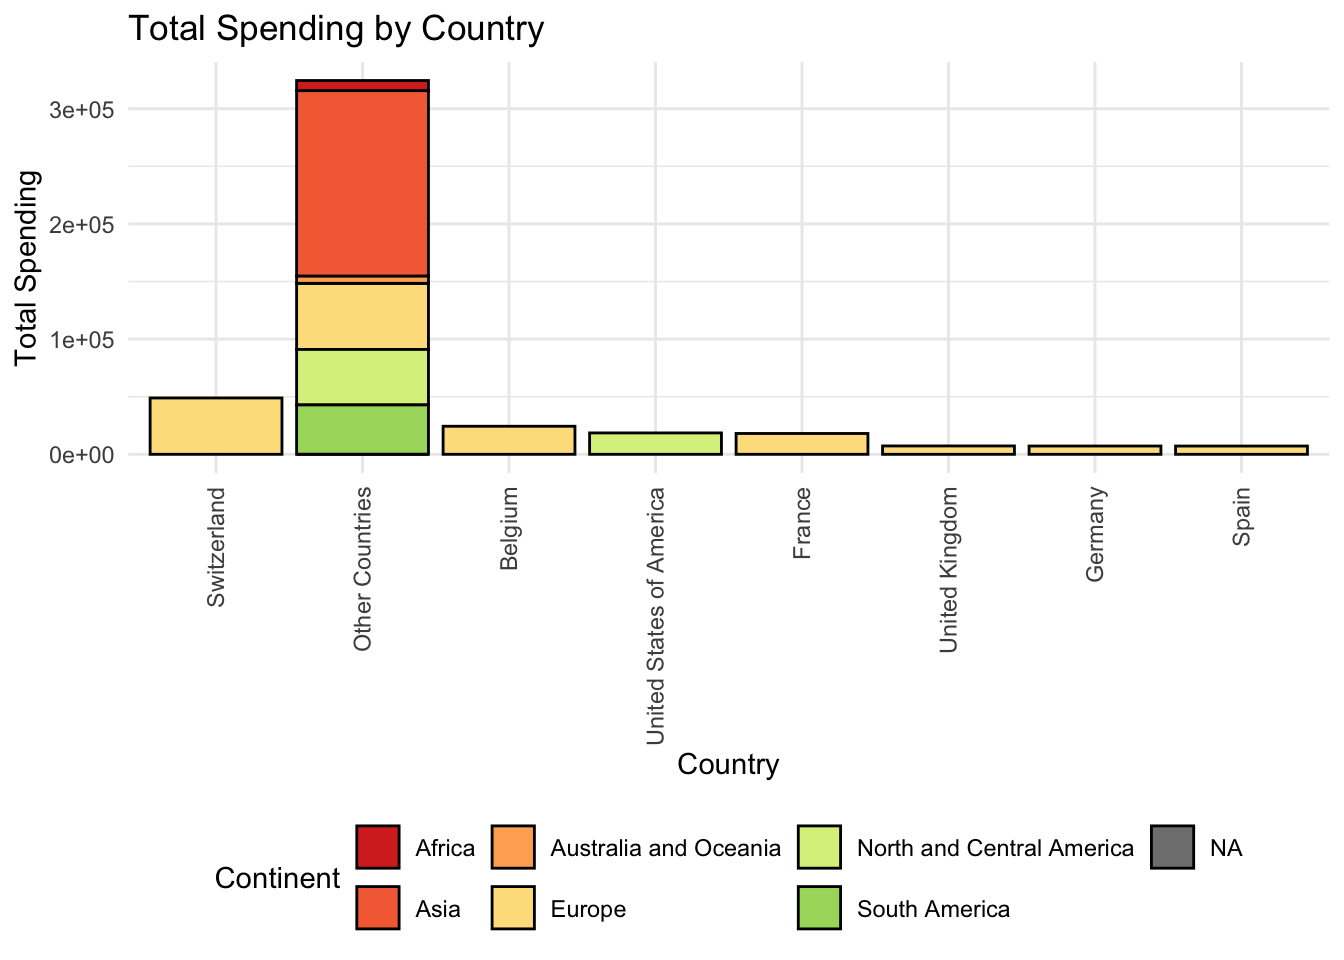 Total Spending by Country
Total Spending
3e+05
2e+05
1e+05
0e+00
Switzerland
Other Countries
Belgium
United States of America
France
United Kingdom
Germany
Spain
Country
Continent
Africa
Australia and Oceania
North and Central America
NA
Asia
Europe
South America